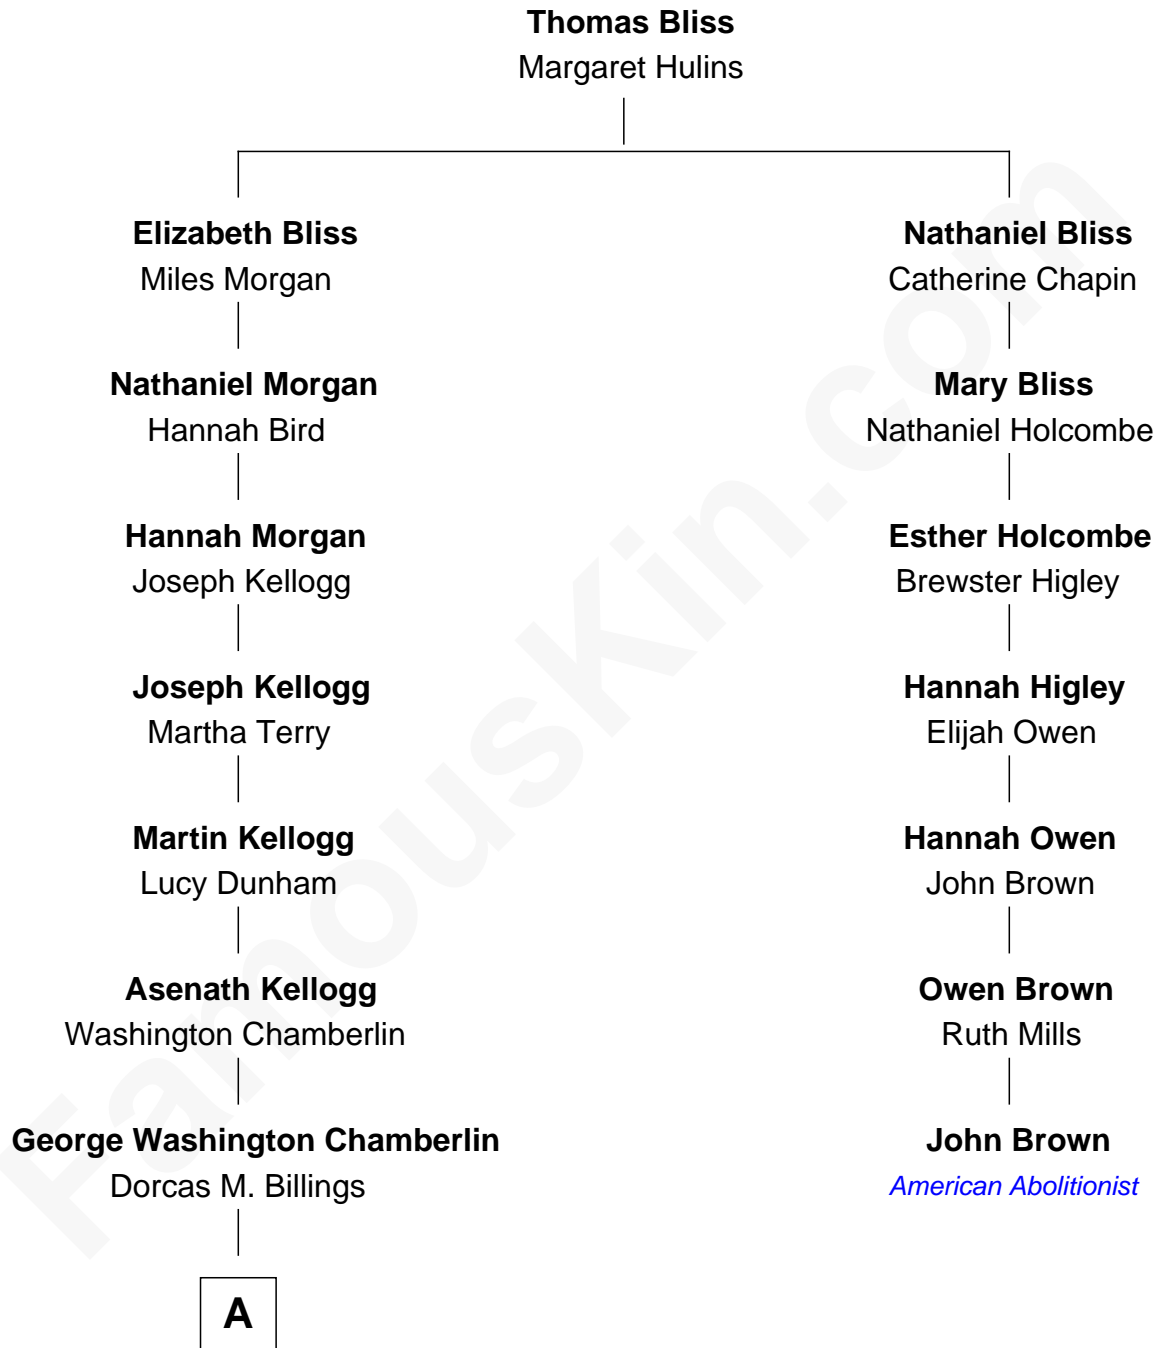 Thomas Bliss
Margaret Hulins
Elizabeth Bliss
Miles Morgan
Nathaniel Bliss
Catherine Chapin
Nathaniel Morgan
Hannah Bird
Mary Bliss
Nathaniel Holcombe
Hannah Morgan
Joseph Kellogg
Esther Holcombe
Brewster Higley
Joseph Kellogg
Martha Terry
Hannah Higley
Elijah Owen
Martin Kellogg
Lucy Dunham
Hannah Owen
John Brown
Asenath Kellogg
Washington Chamberlin
Owen Brown
Ruth Mills
George Washington Chamberlin
Dorcas M. Billings
John Brown
American Abolitionist
A
FamousKin.com